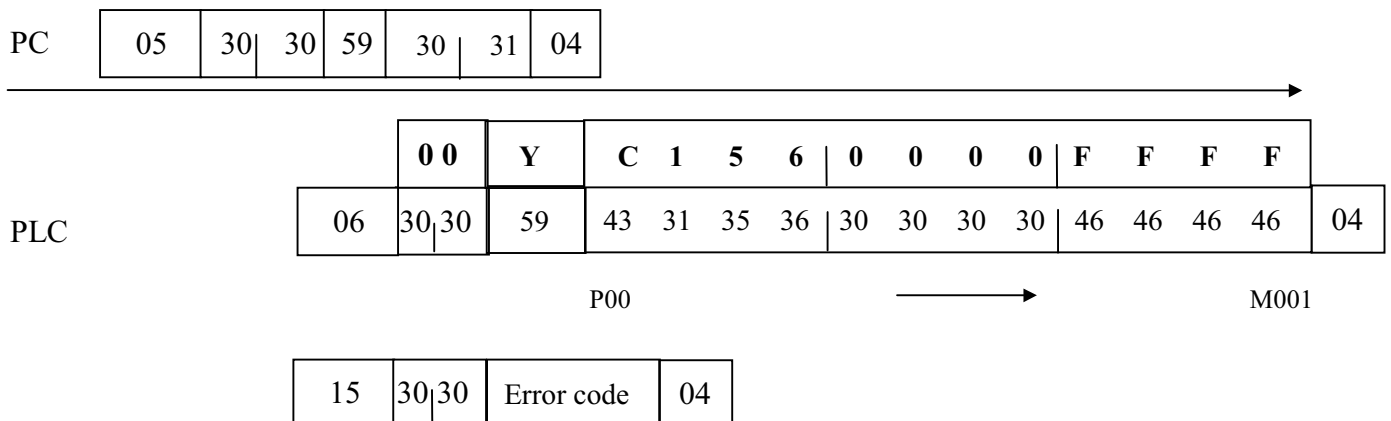 PC 05 30 30 59 30 31 04
0 0 Y C 1 5 6 0 0 0 0 F F F F
PLC 06 30 30 59 43 31 35 36 30 30 30 30 46 46 46 46 04
P00 M001
15 30 30 Error code 04